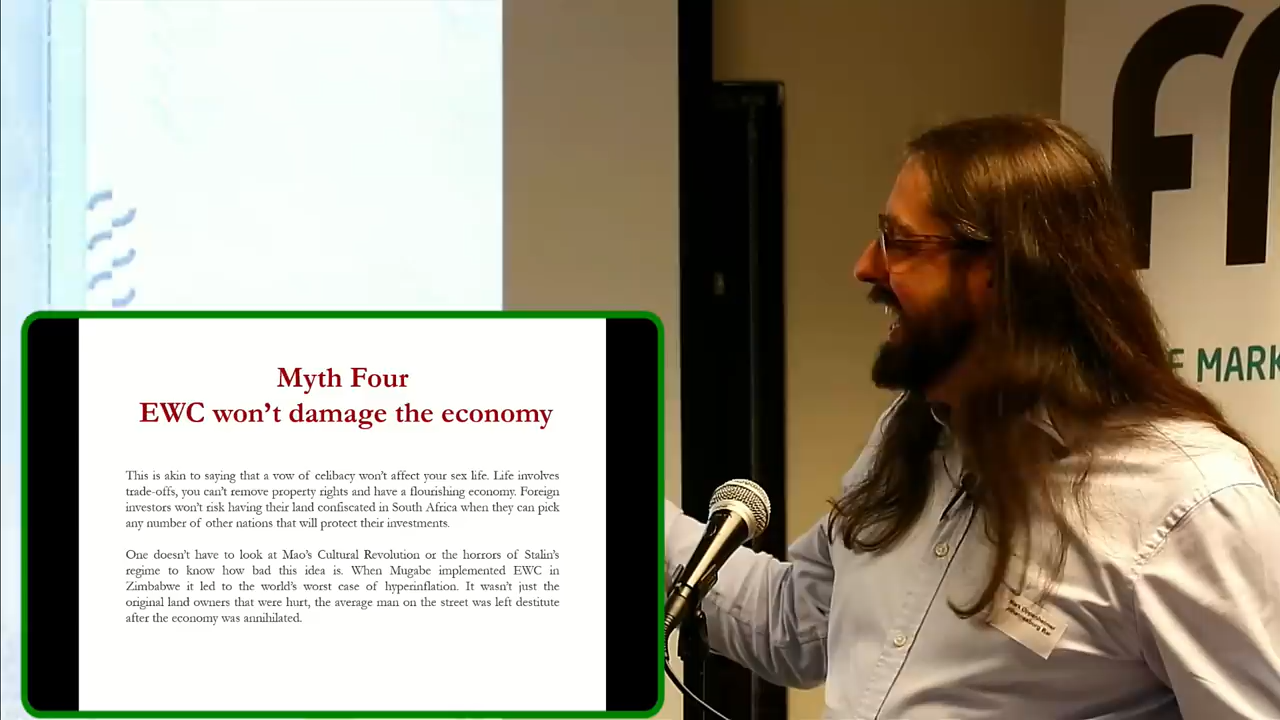 Myth Four
EWC won't damage the economy
This is akin to saying that a vow of celibacy won't affect your sex life. Life involves
trade-offs, you can't remove property rights and have a flourishing economy. Foreign
investors won't risk having their land confiscated in South Africa when they can pick
any number of other nations that will protect their investments.
One doesn't have to look at Mao's Cultural Revolution or the horrors of Stalin's
regime to know how bad this idea is. When Mugabe implemented EWC in
Zimbabwe it led to the world's worst case of hyperinflation. It wasn't just the
original land owners that were hurt, the average man on the street was left destitute
after the economy was annihilated.
MARK
Mark Oppenheimer
Johannesburg Bar